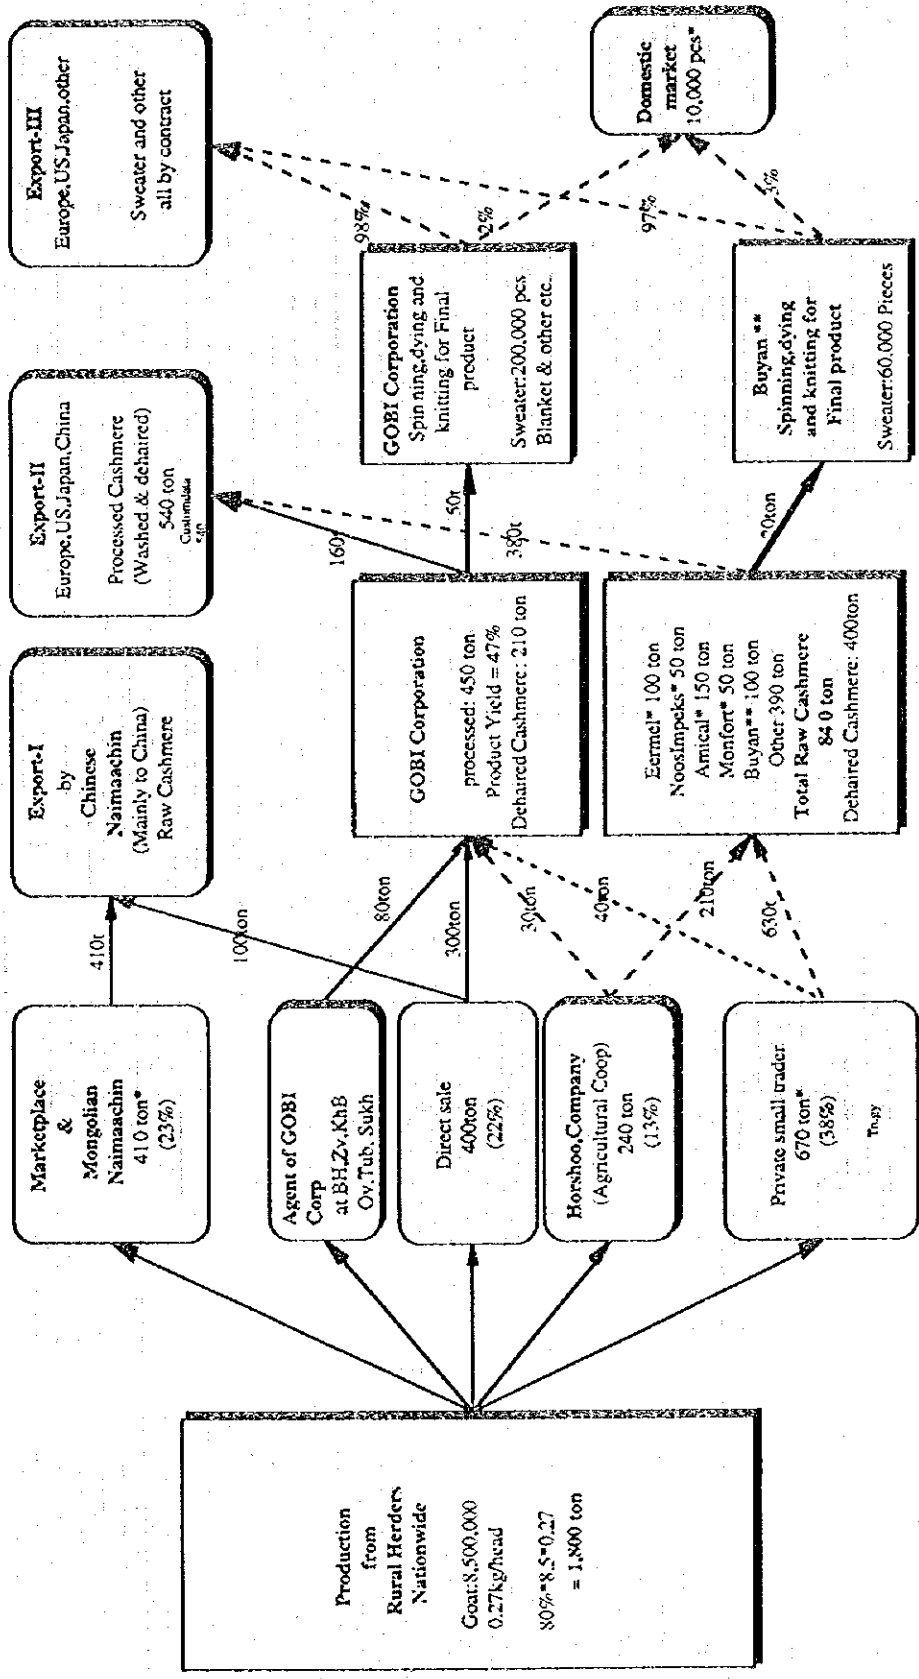 Production
from
Rural Herders
Nationwide
Goat:8,500,000
0.27kg/head
80%*8.5*0.27
= 1,800 ton
Marketplace
&
Mongolian
Naimaachin
410 ton*
(23%)
Agent of GOBI
Corp
at BH,Zv,KhB
Ov,Tub, Sukh
Direct sale
400ton
(22%)
Horshoo,Company
(Agricultural Coop)
240 ton
(13%)
Private small trader
670 ton*
(38%)
410t
100ton
80ton
300ton
30ton
40ton
210ton
630t
Export-I
by
Chinese
Naimaachin
(Mainly to China)
Raw Cashmere
GOBI Corporation
processed: 450 ton
Product Yield = 47%
Dehaired Cashmere: 210 ton
Eermel* 100 ton
NoosImpeks* 50 ton
Amical* 150 ton
Monfort* 50 ton
Buyan** 100 ton
Other 390 ton
Total Raw Cashmere
84 0 ton
Dehaired Cashmere: 400ton
160t
50t
380t
20ton
Export-II
Europe,US,Japan,China
Processed Cashmere
(Washed & dehaired)
540 ton
Customdata
540
GOBI Corporation
Spin ning,dying and
knitting for Final
product
Sweater:200,000 pcs
Blanket & other etc..
Buyan **
Spinning,dying
and knitting for
Final product
Sweater:60,000 Pieces
98%
2%
97%
3%
Export-III
Europe,US,Japan,other
Sweater and other
all by contract
Domestic
market
10,000 pcs*